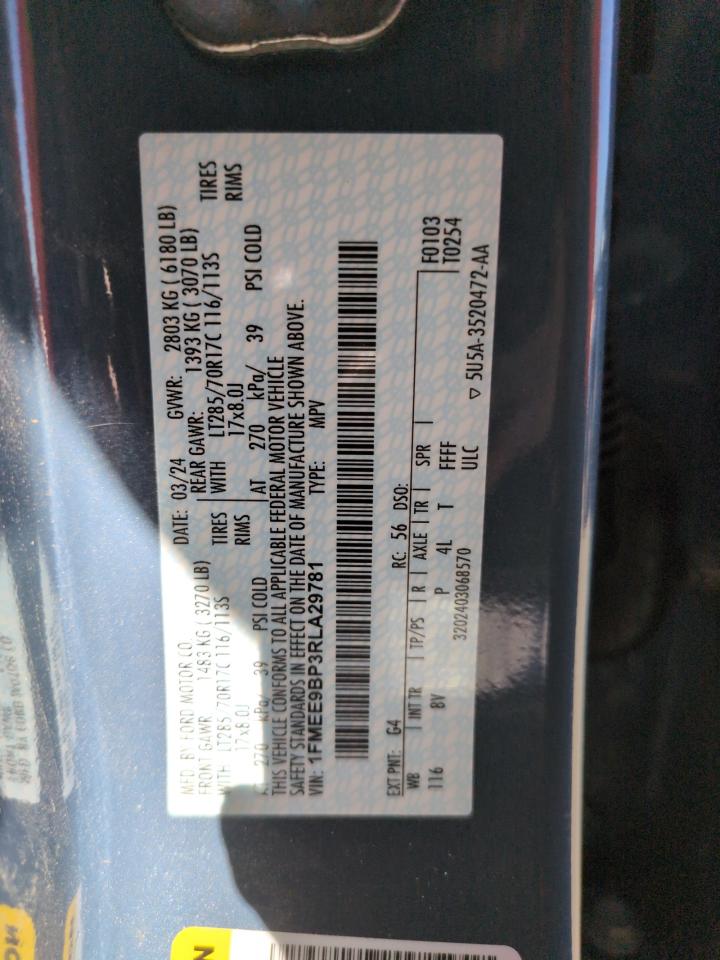 MFD. BY FORD MOTOR CO.
DATE: 03/24 GVWR: 2803 KG ( 6180 LB)
FRONT GAWR: 1483 KG ( 3270 LB) REAR GAWR: 1393 KG ( 3070 LB)
WITH LT285/70R17C 116/113S TIRES WITH LT285/70R17C 116/113S TIRES
17x8.0J RIMS 17x8.0J RIMS
AT 270 kPa/ 39 PSI COLD AT 270 kPa/ 39 PSI COLD
THIS VEHICLE CONFORMS TO ALL APPLICABLE FEDERAL MOTOR VEHICLE
SAFETY STANDARDS IN EFFECT ON THE DATE OF MANUFACTURE SHOWN ABOVE.
VIN: 1FMEE9BP3RLA29781 TYPE: MPV
EXT PNT: G4 RC: 56 DSO: F0103
WB INT TR TP/PS R AXLE TR SPR T0254
116 8V P 4L T FFFF
3202403068570 ULC
▽ 5U5A-3520472-AA